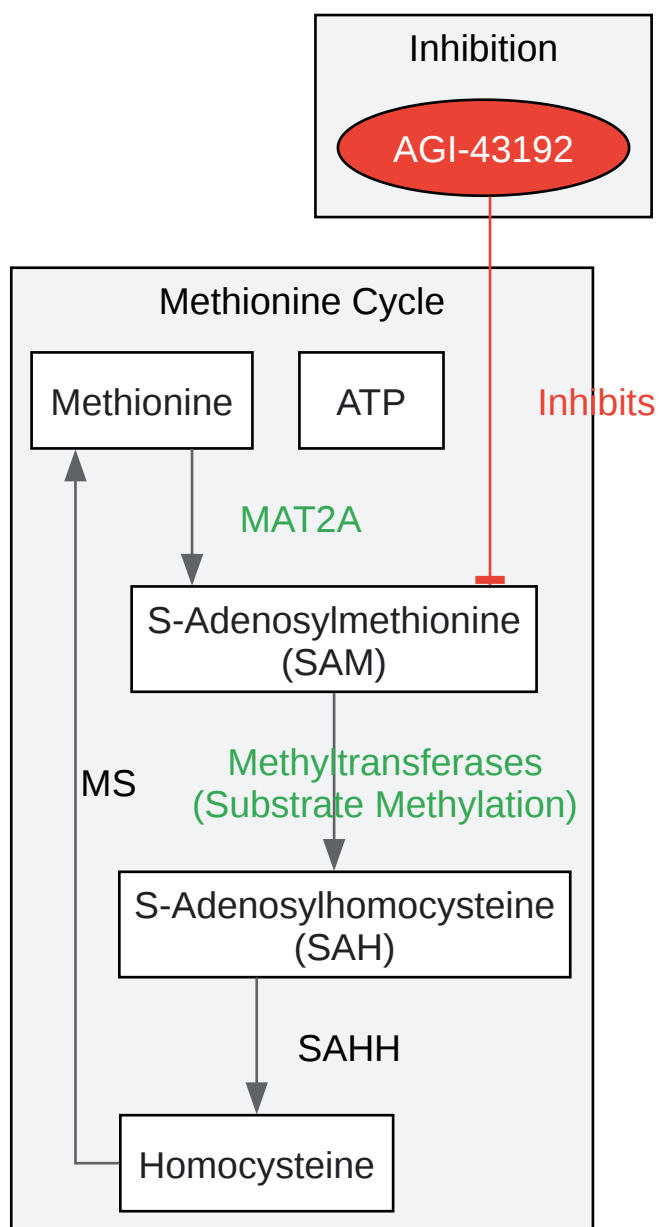 Inhibition
AGI-43192
Methionine Cycle
Methionine
ATP
Inhibits
MAT2A
S-Adenosylmethionine
(SAM)
Methyltransferases
(Substrate Methylation)
MS
S-Adenosylhomocysteine
(SAH)
SAHH
Homocysteine